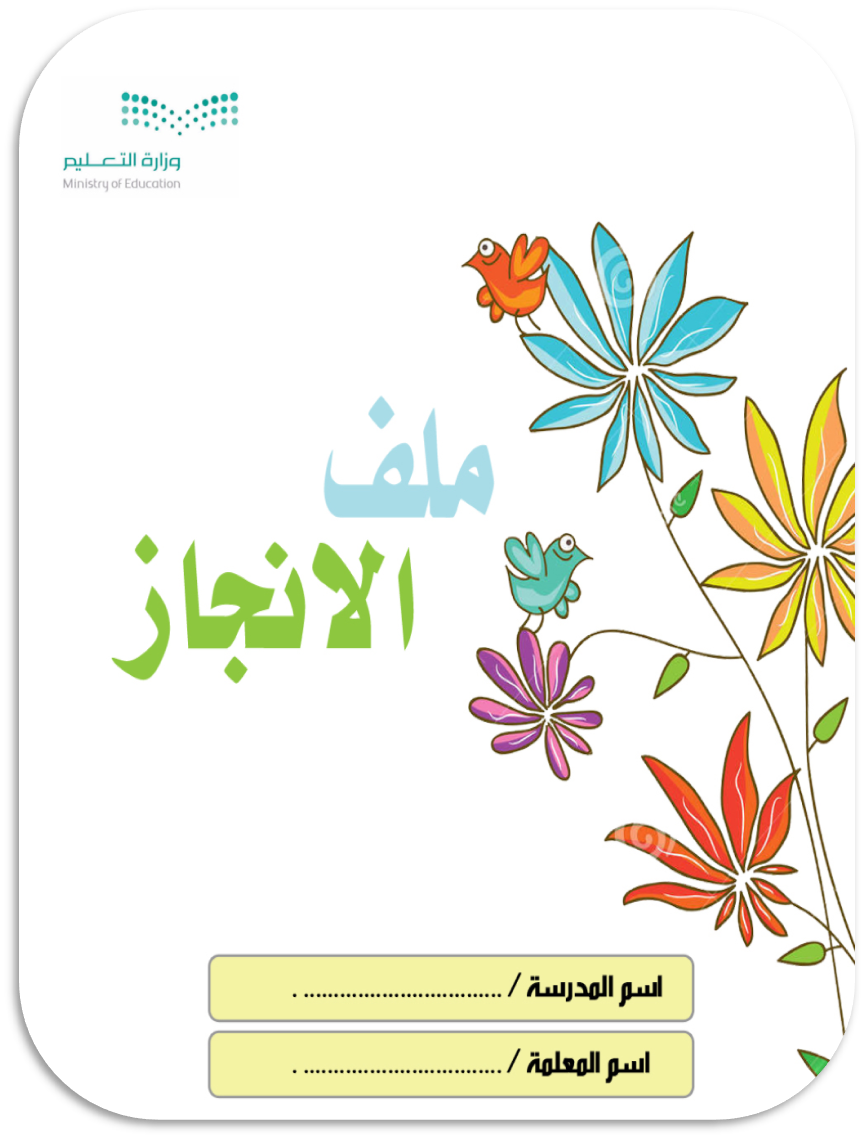 وزارة التعليم
Ministry of Education
ملف
الانجاز
اسم المدرسة / ................................. .
اسم المعلمة / ................................. .